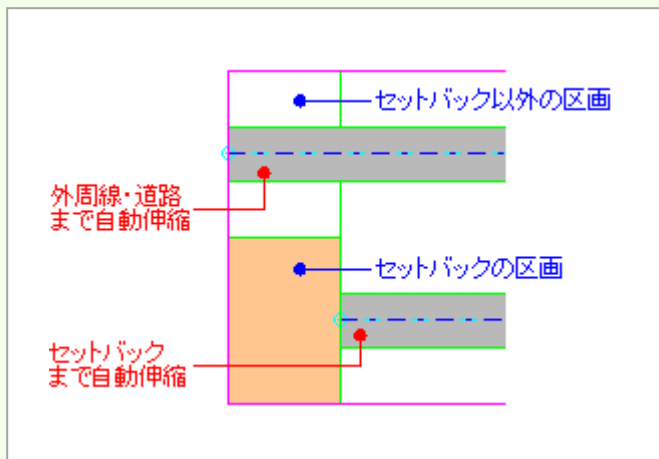 セットバック以外の区画
外周線・道路
まで自動伸縮
セットバックの区画
セットバック
まで自動伸縮